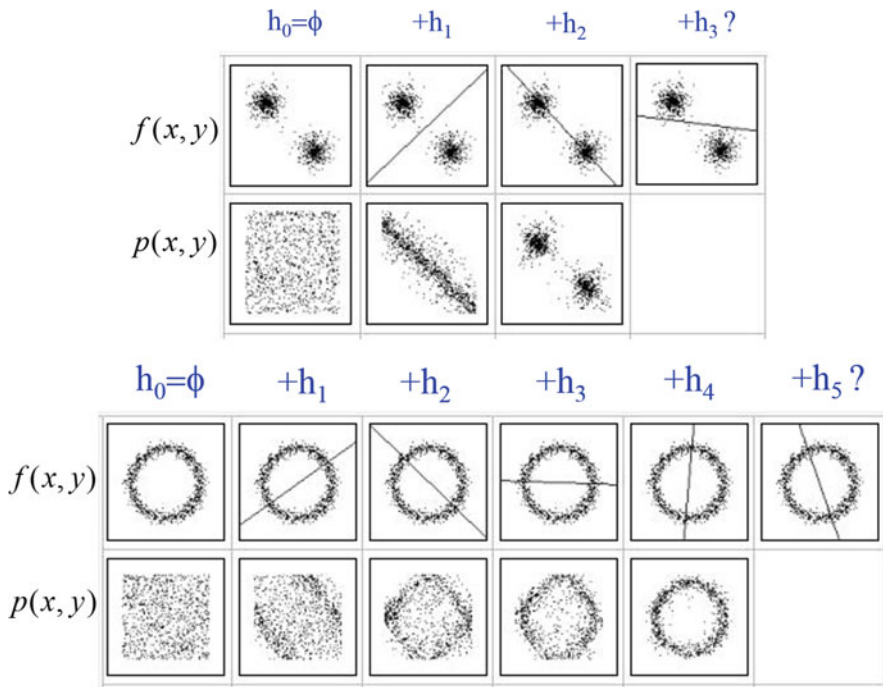 h₀=ϕ +h₁ +h₂ +h₃ ?
f(x, y)
p(x, y)
h₀=ϕ +h₁ +h₂ +h₃ +h₄ +h₅ ?
f(x, y)
p(x, y)